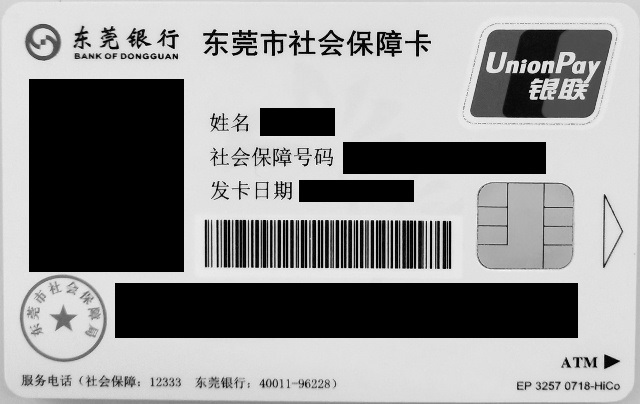 东莞银行
BANK OF DONGGUAN
东莞市社会保障卡
UnionPay
银联
姓名
社会保障号码
发卡日期
东莞市社会保障局
ATM
服务电话（社会保障：12333 东莞银行：40011-96228）
EP 3257 0718-HiCo